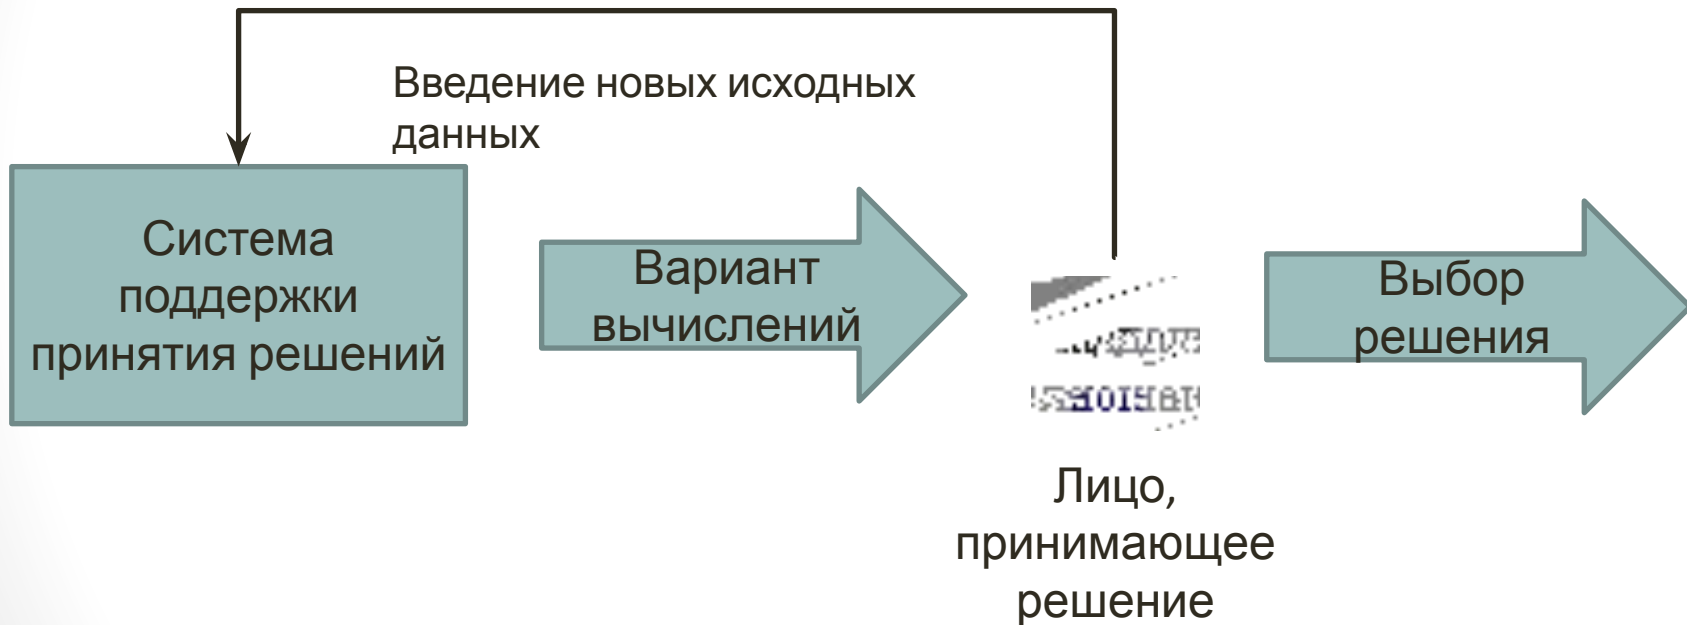 Введение новых исходных
данных
Система
поддержки
принятия решений
Вариант
вычислений
Выбор
решения
Лицо,
принимающее
решение